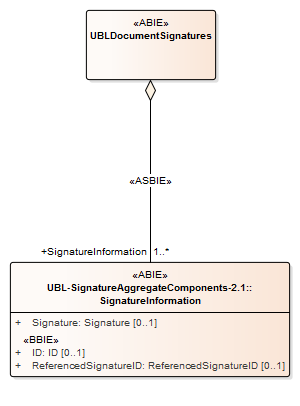 «ABIE»
UBLDocumentSignatures
«ASBIE»
+SignatureInformation 1..*
«ABIE»
UBL-SignatureAggregateComponents-2.1::
SignatureInformation
+ Signature: Signature [0..1]
«BBIE»
+ ID: ID [0..1]
+ ReferencedSignatureID: ReferencedSignatureID [0..1]